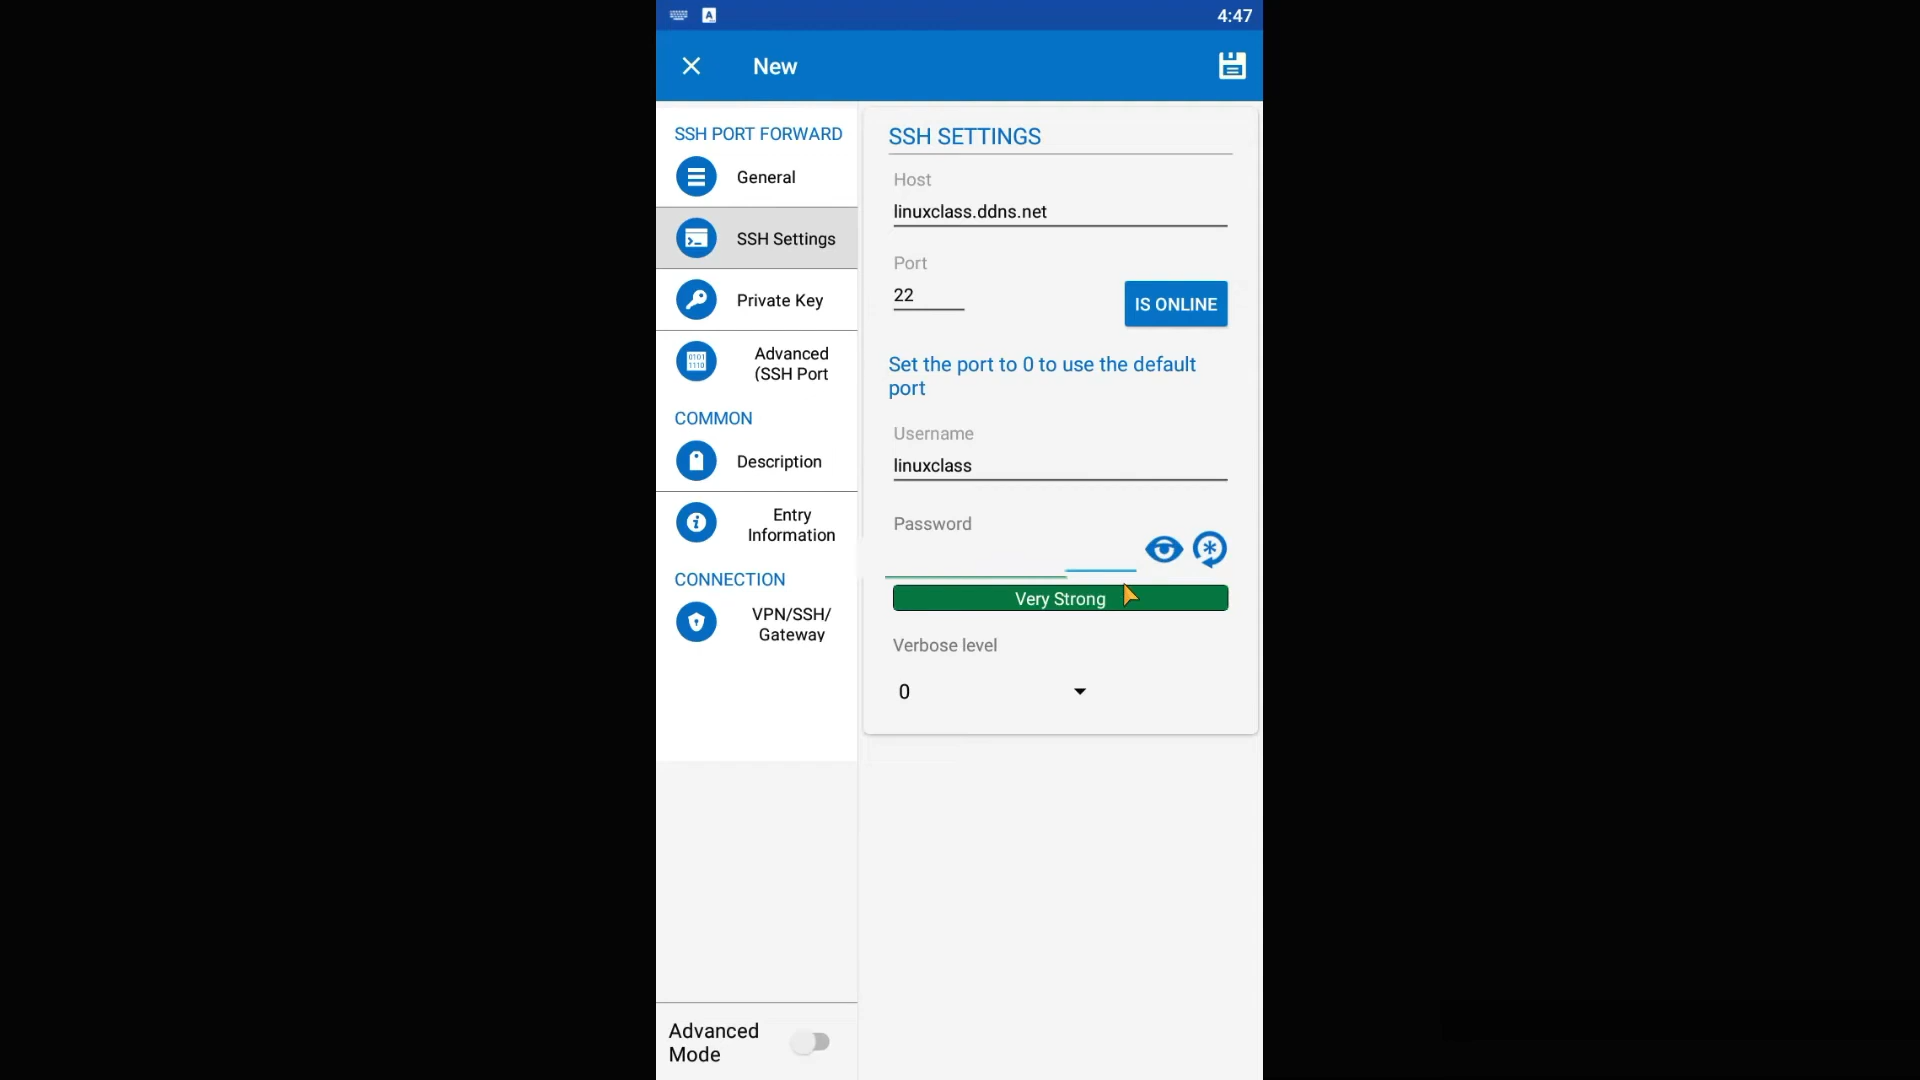 A
4:47
New
SSH PORT FORWARD
General
SSH Settings
Private Key
0101
1110
Advanced
(SSH Port
COMMON
Description
Entry
Information
CONNECTION
VPN/SSH/
Gateway
Advanced
Mode
SSH SETTINGS
Host
linuxclass.ddns.net
Port
22
IS ONLINE
Set the port to 0 to use the default
port
Username
linuxclass
Password
Very Strong
Verbose level
0